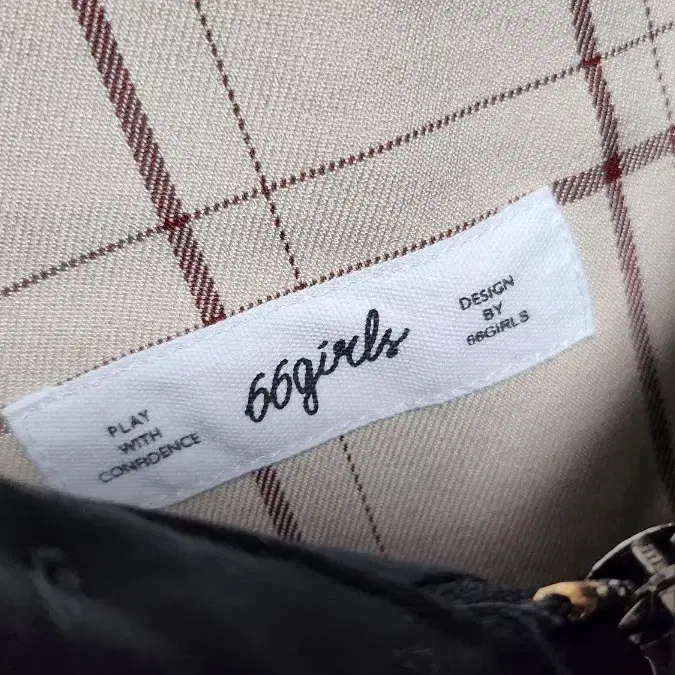 PLAY
WITH
CONFIDENCE
66girls
DESIGN
BY
66GIRLS